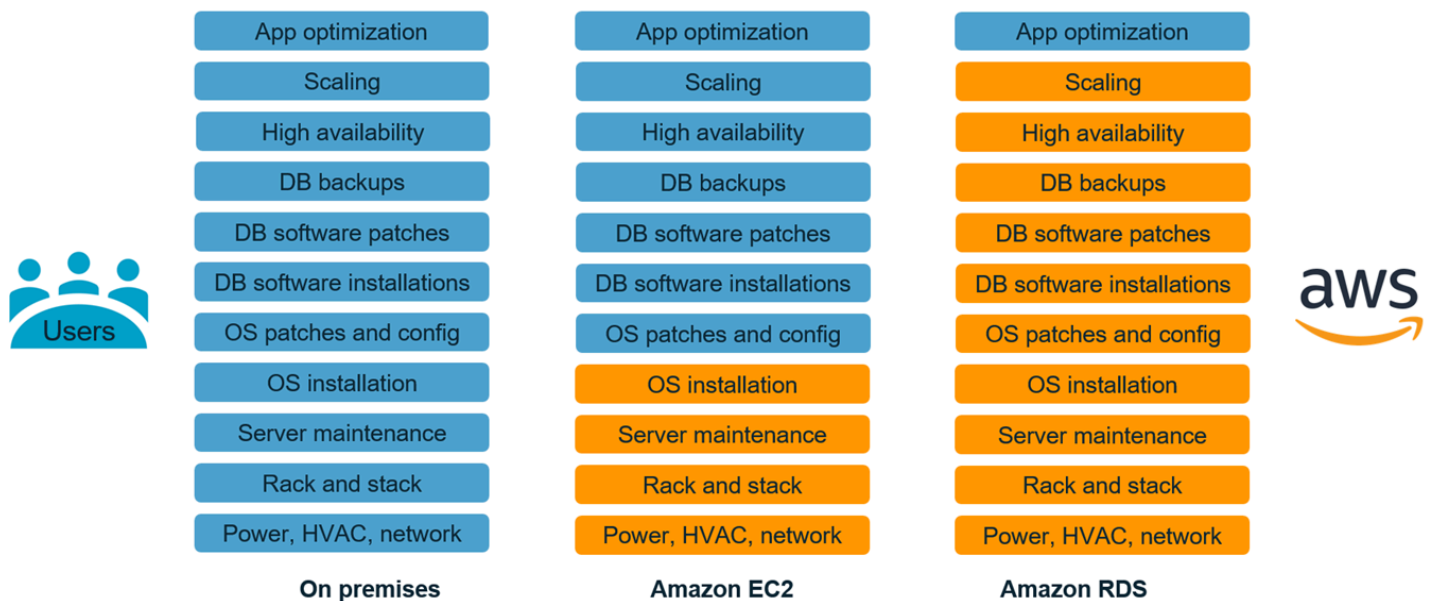 App optimization
Scaling
High availability
DB backups
DB software patches
DB software installations
OS patches and config
OS installation
Server maintenance
Rack and stack
Power, HVAC, network
On premises
App optimization
Scaling
High availability
DB backups
DB software patches
DB software installations
OS patches and config
OS installation
Server maintenance
Rack and stack
Power, HVAC, network
Amazon EC2
App optimization
Scaling
High availability
DB backups
DB software patches
DB software installations
OS patches and config
OS installation
Server maintenance
Rack and stack
Power, HVAC, network
Amazon RDS
Users
aws